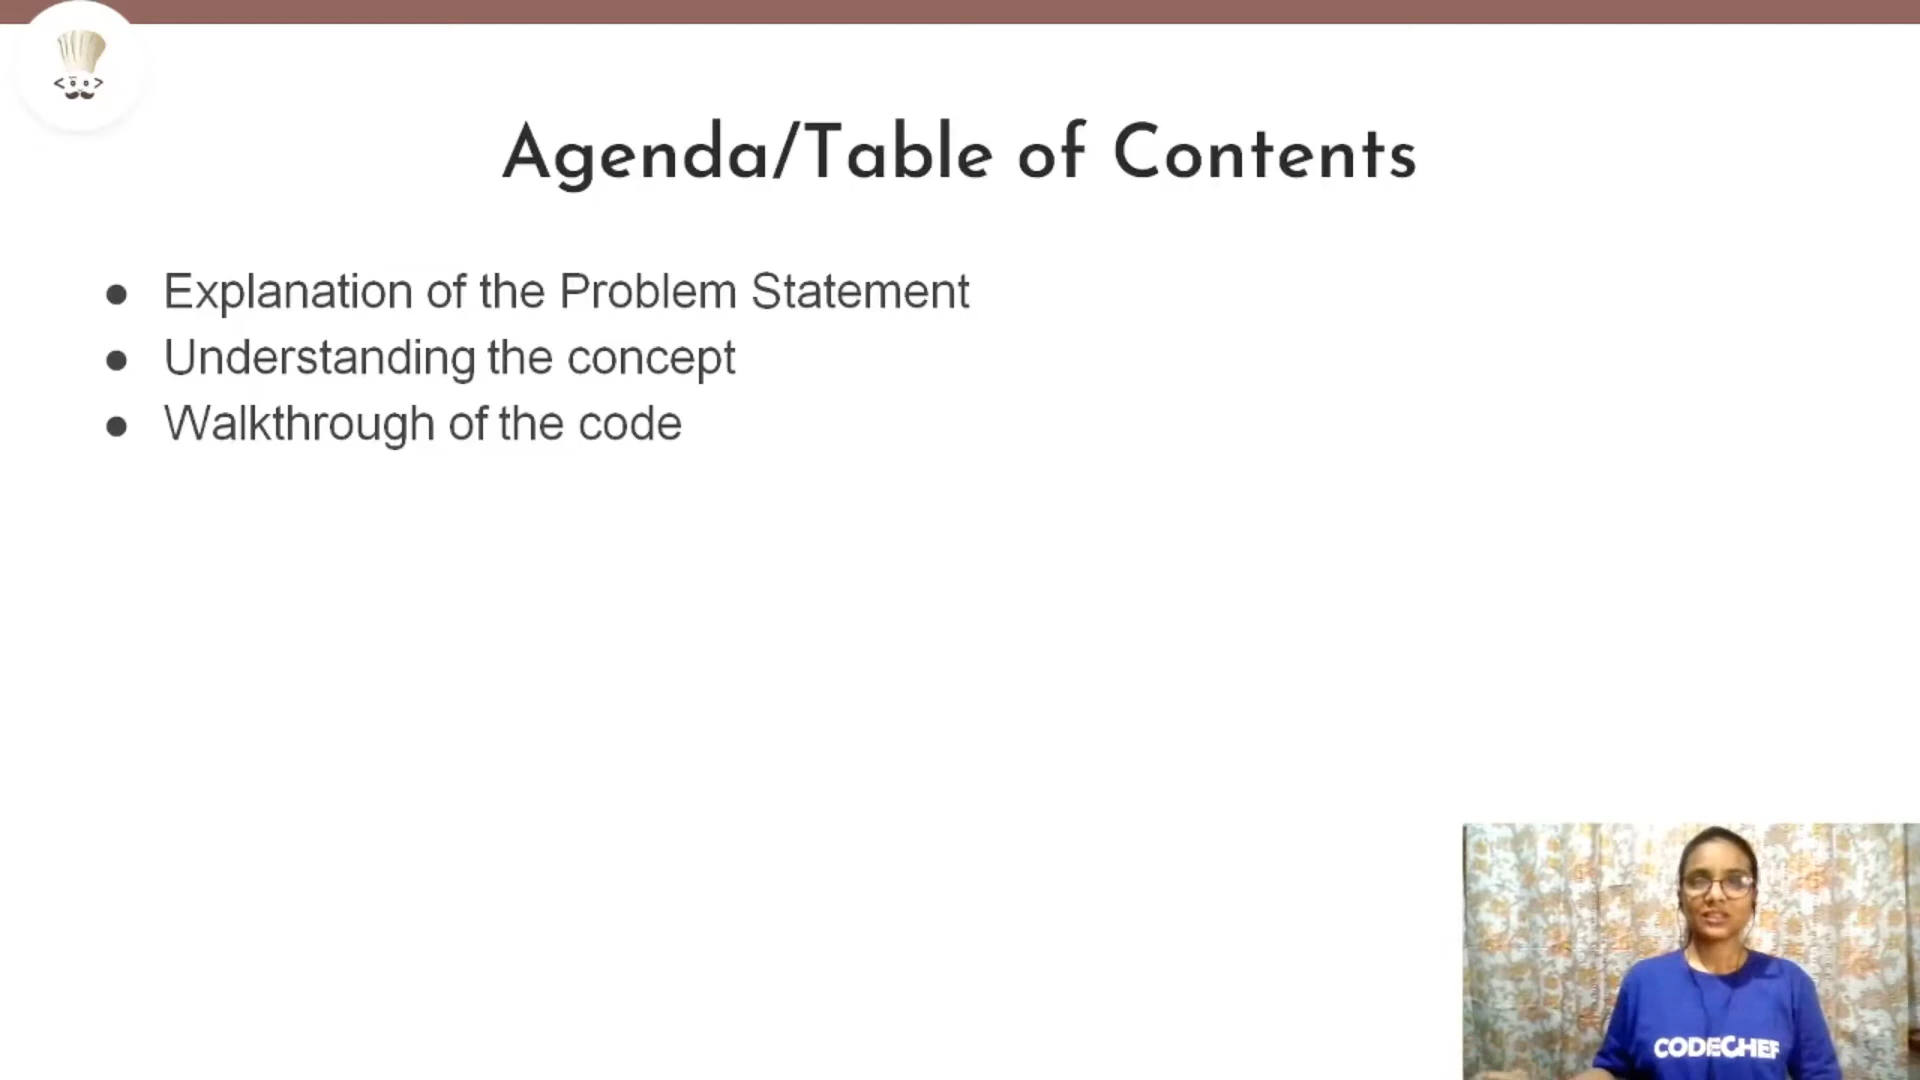 Agenda/Table of Contents
● Explanation of the Problem Statement
● Understanding the concept
● Walkthrough of the code
CODECHEF